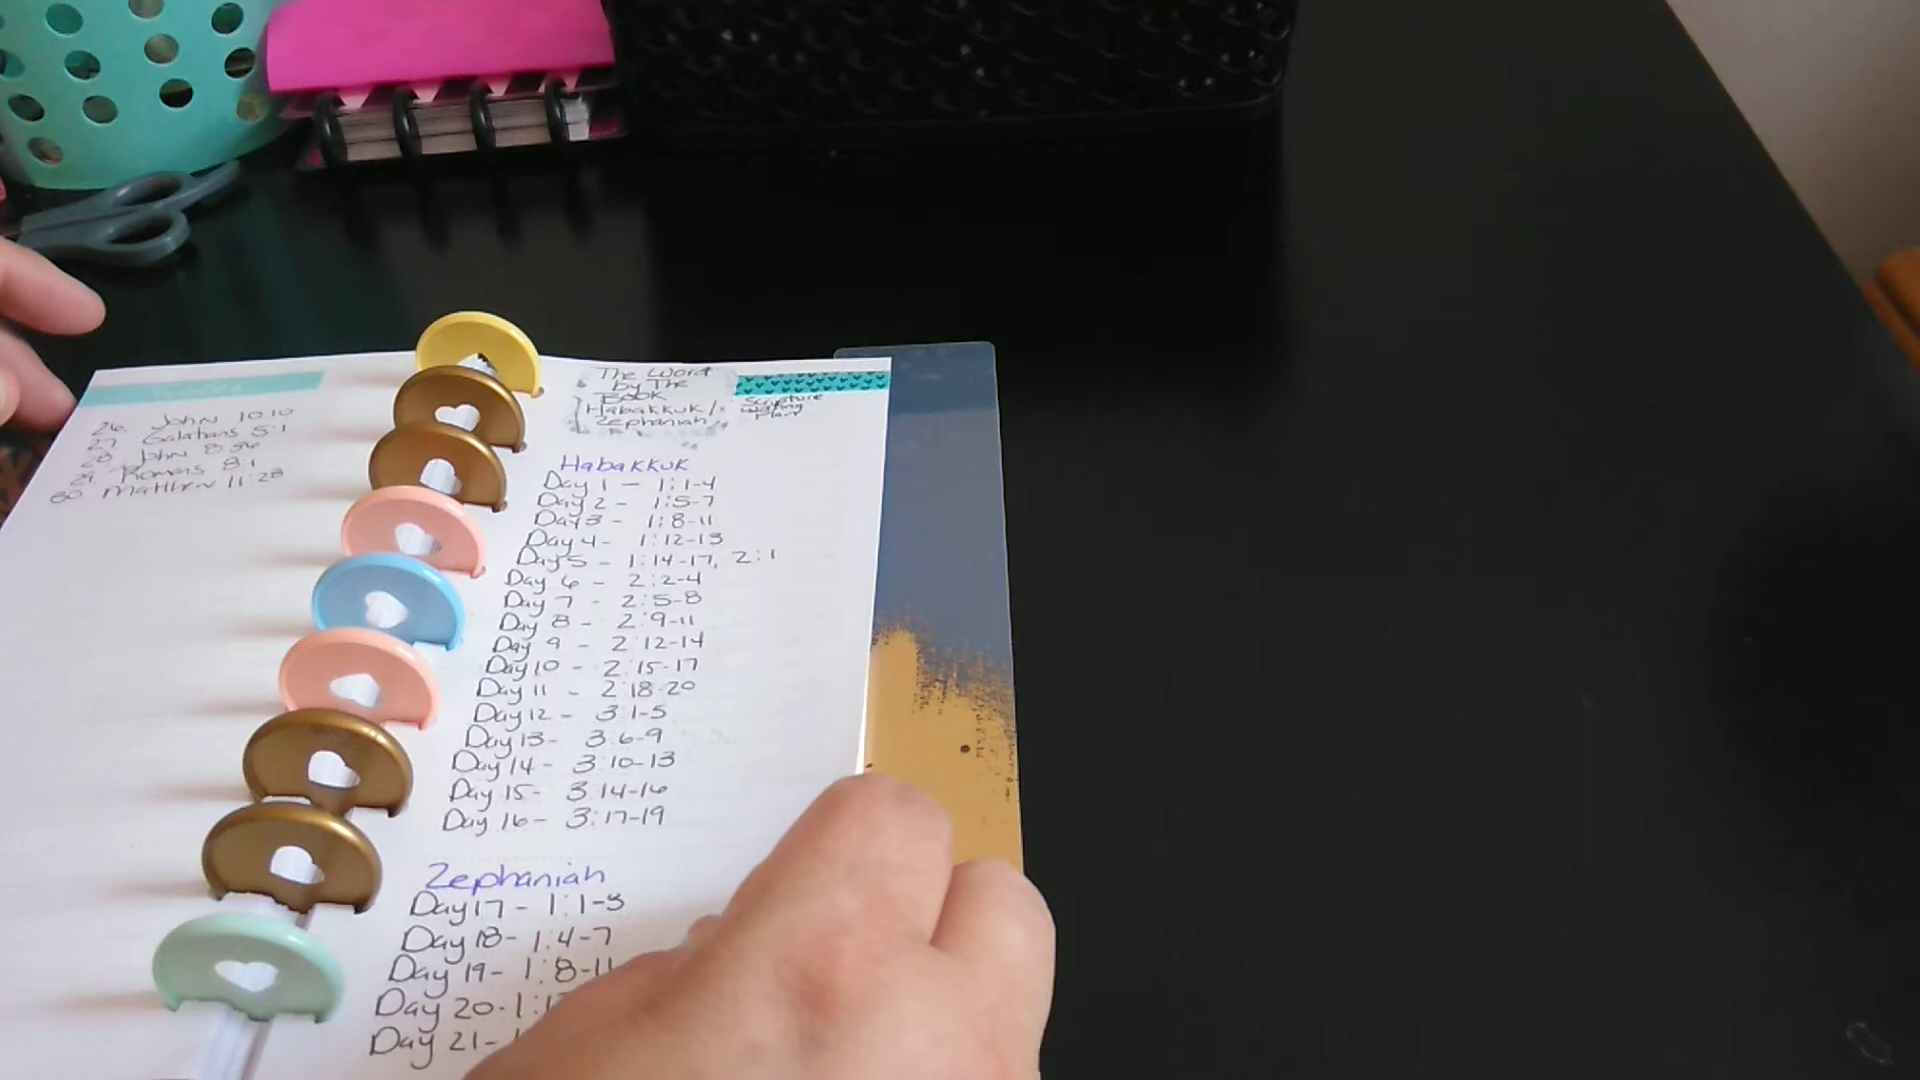 Notes
26. John 10:10
27. Galatians 5:1
28. John 8:36
29. Romans 8:1
30. Matthew 11:28
The Word
by The
Book
Habakkuk/
Zephaniah
Scripture
Writing
Plan
Habakkuk
Day 1 - 1:1-4
Day 2 - 1:5-7
Day 3 - 1:8-11
Day 4 - 1:12-13
Day 5 - 1:14-17, 2:1
Day 6 - 2:2-4
Day 7 - 2:5-8
Day 8 - 2:9-11
Day 9 - 2:12-14
Day 10 - 2:15-17
Day 11 - 2:18-20
Day 12 - 3:1-5
Day 13 - 3:6-9
Day 14 - 3:10-13
Day 15 - 3:14-16
Day 16 - 3:17-19
Zephaniah
Day 17 - 1:1-3
Day 18 - 1:4-7
Day 19 - 1:8-11
Day 20 - 1:1
Day 21 -